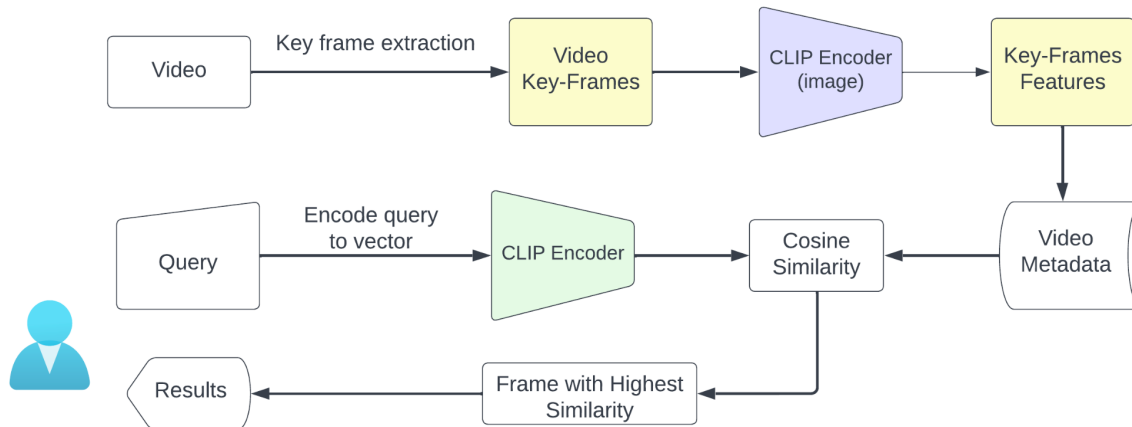 Video
Key frame extraction
Video
Key-Frames
CLIP Encoder
(image)
Key-Frames
Features
Query
Encode query
to vector
CLIP Encoder
Cosine
Similarity
Video
Metadata
Results
Frame with Highest
Similarity